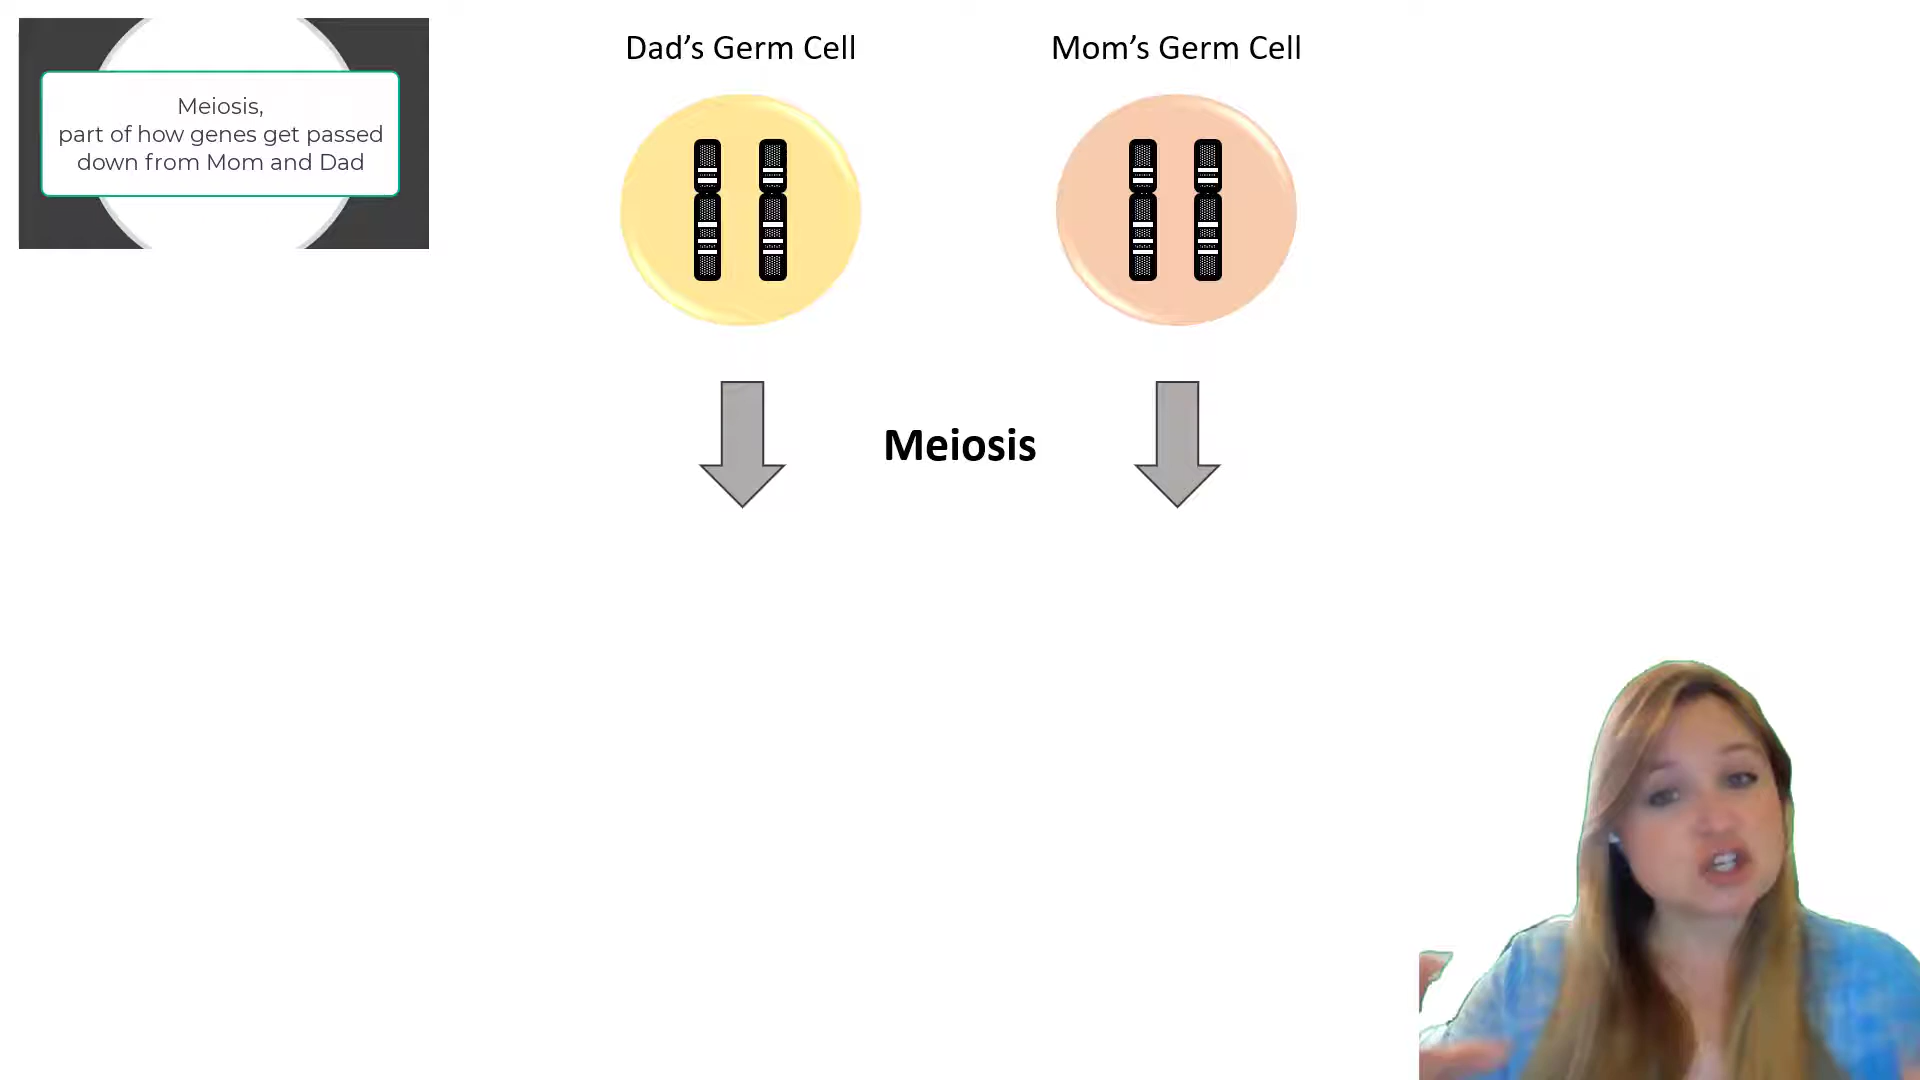 Meiosis,
part of how genes get passed
down from Mom and Dad
Dad’s Germ Cell
Mom’s Germ Cell
Meiosis